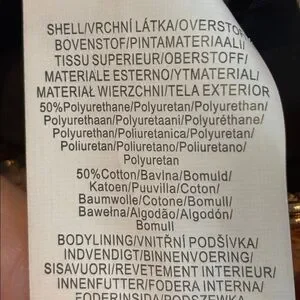 SHELL/VRCHNÍ LÁTKA/OVERSTOF/
BOVENSTOF/PINTAMATERIAALI/
TISSU SUPERIEUR/OBERSTOFF/
MATERIALE ESTERNO/YTMATERIAL/
MATERIAŁ WIERZCHNI/TELA EXTERIOR
50%Polyurethane/Polyuretan/Polyurethan/
Polyurethaan/Polyuretaani/Polyuréthane/
Polyurethan/Poliuretanica/Polyuretan/
Poliuretan/Poliuretano/Poliuretano/
Polyuretan
50%Cotton/Bavlna/Bomuld/
Katoen/Puuvilla/Coton/
Baumwolle/Cotone/Bomull/
Bawełna/Algodão/Algodón/
Bomull
BODYLINING/VNITŘNÍ PODŠÍVKA/
INDVENDIGT/BINNENVOERING/
SISAVUORI/REVETEMENT INTERIEUR/
INNENFUTTER/FODERA INTERNA/
FODERINSIDA/PODSZEWKA